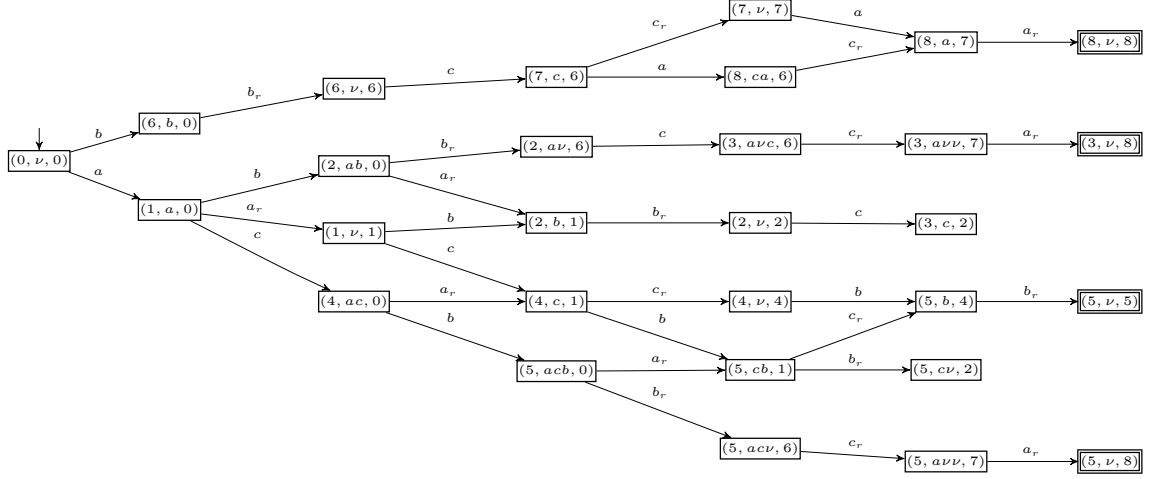 (7, ν, 7)
a
c_r
(8, a, 7)
a_r
(8, ν, 8)
c_r
c
(7, c, 6)
a
(8, ca, 6)
(6, ν, 6)
b_r
b
(6, b, 0)
b_r
(2, aν, 6)
c
(3, aνc, 6)
c_r
(3, aνν, 7)
a_r
(3, ν, 8)
(0, ν, 0)
(2, ab, 0)
a
b
a_r
(1, a, 0)
a_r
(1, ν, 1)
b
(2, b, 1)
b_r
(2, ν, 2)
c
(3, c, 2)
c
c
(4, ac, 0)
a_r
(4, c, 1)
c_r
(4, ν, 4)
b
(5, b, 4)
b_r
(5, ν, 5)
b
b
c_r
(5, acb, 0)
a_r
(5, cb, 1)
b_r
(5, cν, 2)
b_r
(5, acν, 6)
c_r
(5, aνν, 7)
a_r
(5, ν, 8)